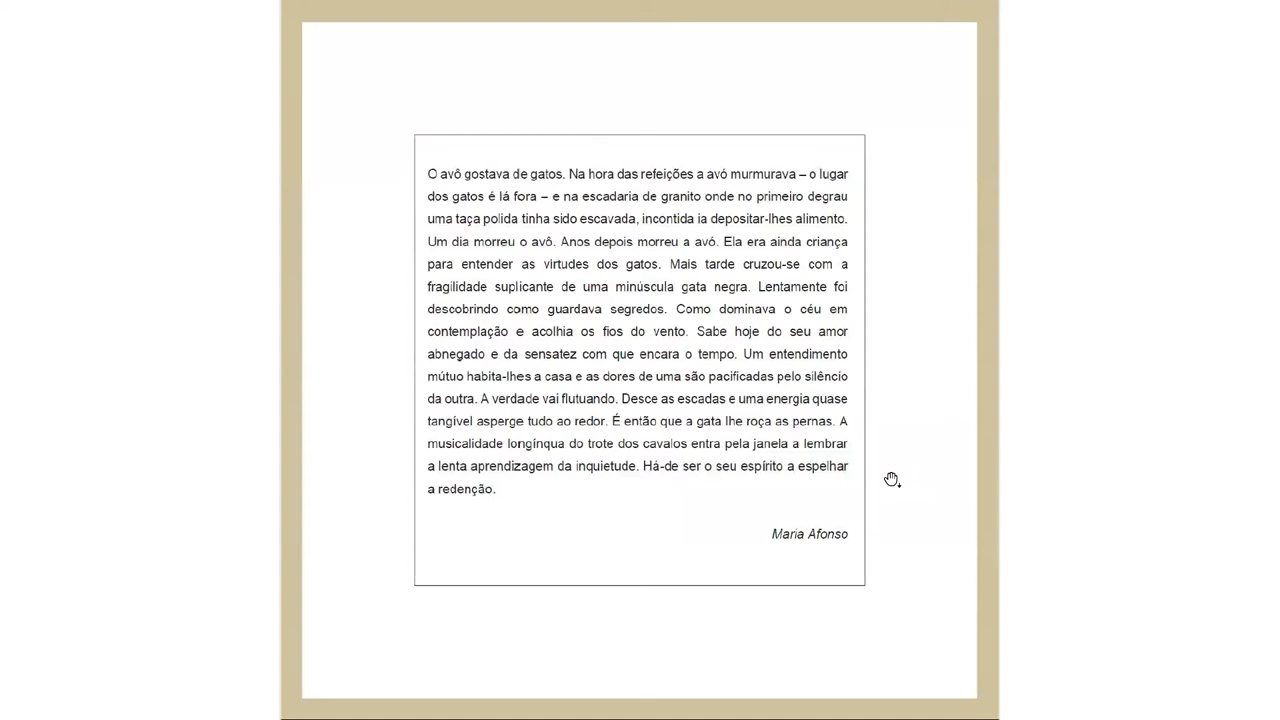 O avô gostava de gatos. Na hora das refeições a avó murmurava – o lugar
dos gatos é lá fora – e na escadaria de granito onde no primeiro degrau
uma taça polida tinha sido escavada, incontida ia depositar-lhes alimento.
Um dia morreu o avô. Anos depois morreu a avó. Ela era ainda criança
para entender as virtudes dos gatos. Mais tarde cruzou-se com a
fragilidade suplicante de uma minúscula gata negra. Lentamente foi
descobrindo como guardava segredos. Como dominava o céu em
contemplação e acolhia os fios do vento. Sabe hoje do seu amor
abnegado e da sensatez com que encara o tempo. Um entendimento
mútuo habita-lhes a casa e as dores de uma são pacificadas pelo silêncio
da outra. A verdade vai flutuando. Desce as escadas e uma energia quase
tangível asperge tudo ao redor. É então que a gata lhe roça as pernas. A
musicalidade longínqua do trote dos cavalos entra pela janela a lembrar
a lenta aprendizagem da inquietude. Há-de ser o seu espírito a espelhar
a redenção.
Maria Afonso